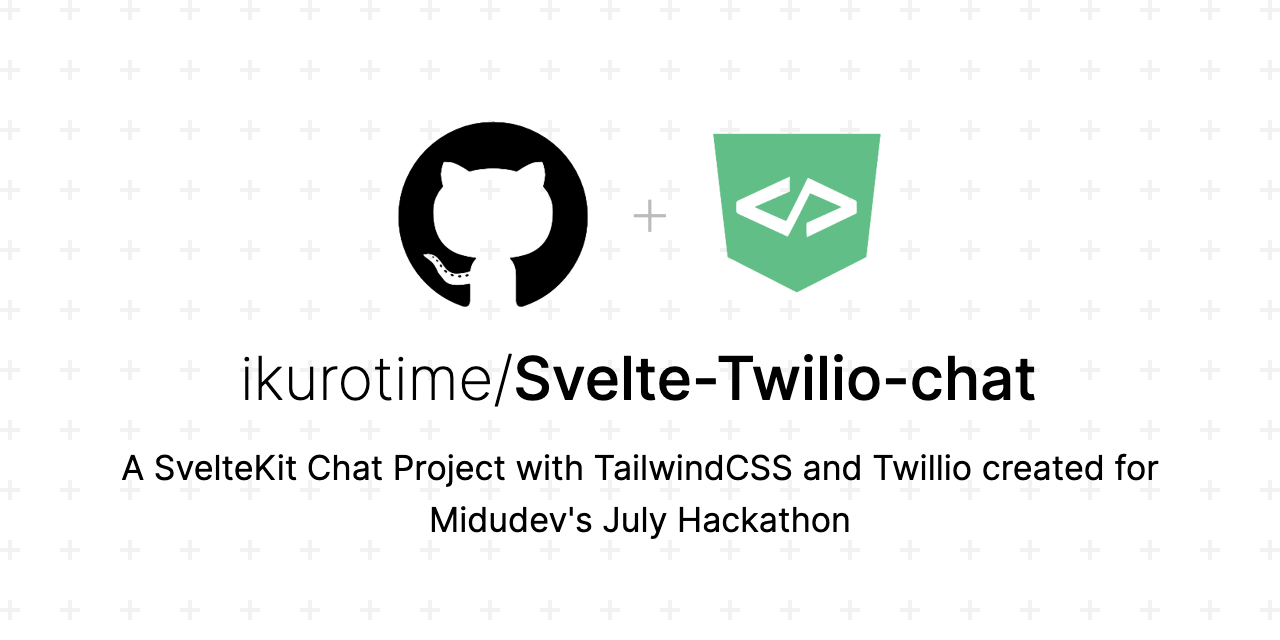 ikurotime/Svelte-Twilio-chat
A SvelteKit Chat Project with TailwindCSS and Twillio created for
Midudev's July Hackathon